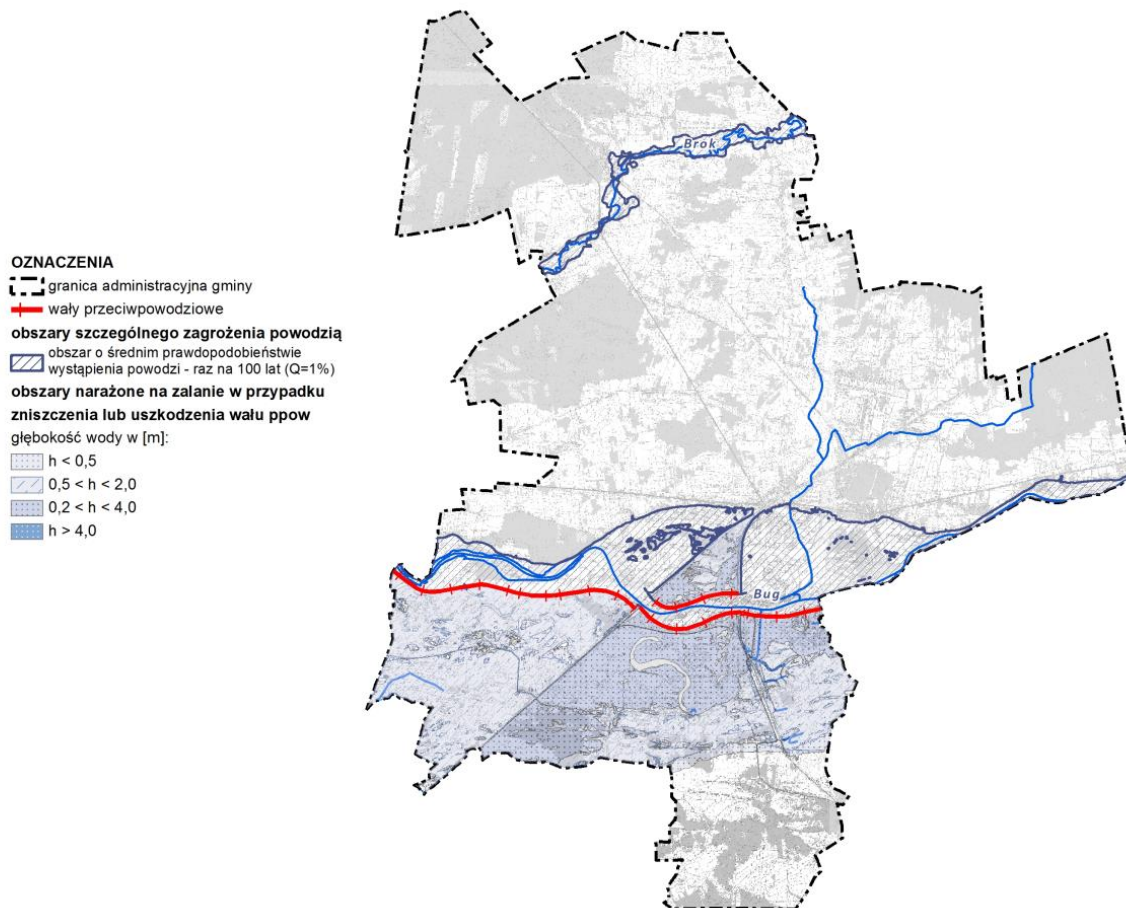 OZNACZENIA
granica administracyjna gminy
wały przeciwpowodziowe
obszary szczególnego zagrożenia powodzią
obszar o średnim prawdopodobieństwie
wystąpienia powodzi - raz na 100 lat (Q=1%)
obszary narażone na zalanie w przypadku
zniszczenia lub uszkodzenia wału ppow
głębokość wody w [m]:
h < 0,5
0,5 < h < 2,0
0,2 < h < 4,0
h > 4,0
Brok
Bug